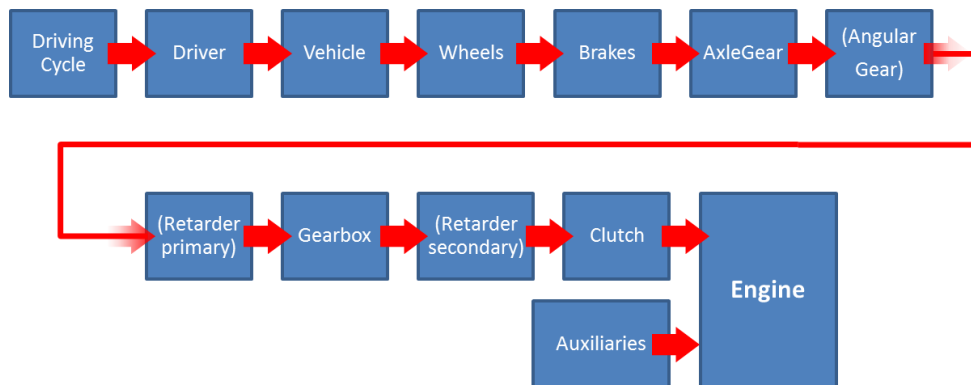 Driving
Cycle
Driver
Vehicle
Wheels
Brakes
AxleGear
(Angular
Gear)
(Retarder
primary)
Gearbox
(Retarder
secondary)
Clutch
Engine
Auxiliaries